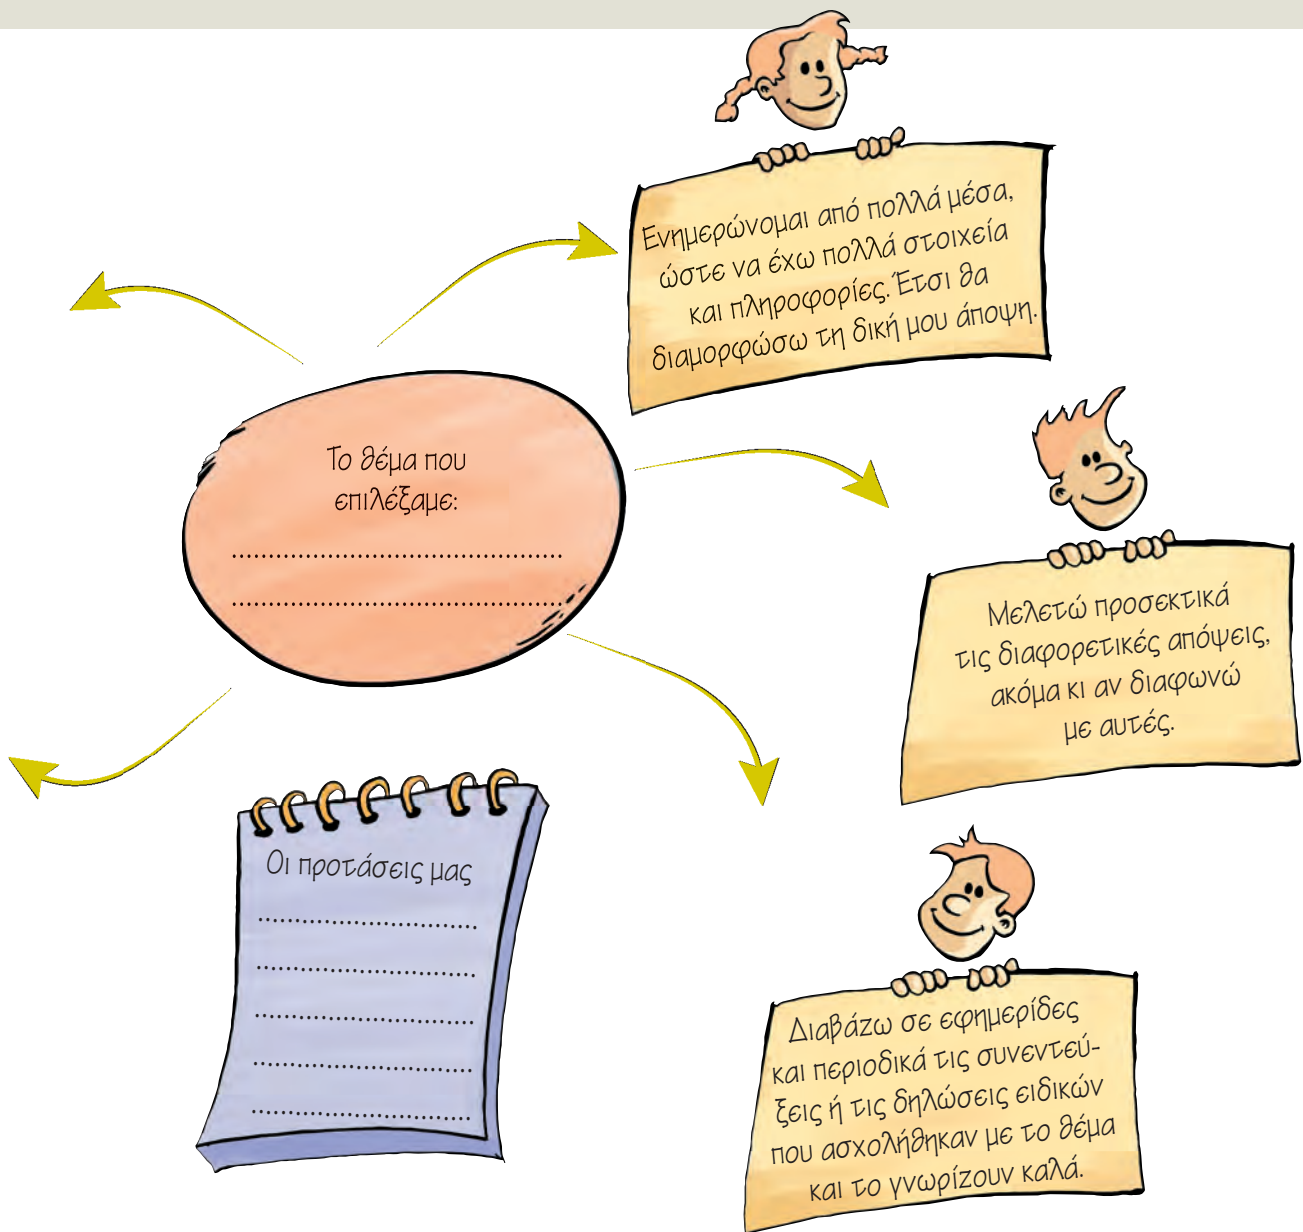 Ενημερώνομαι από πολλά μέσα,
ώστε να έχω πολλά στοιχεία
και πληροφορίες. Έτσι θα
διαμορφώσω τη δική μου άποψη.
Το θέμα που
επιλέξαμε:
................................................
................................................
Μελετώ προσεκτικά
τις διαφορετικές απόψεις,
ακόμα κι αν διαφωνώ
με αυτές.
Οι προτάσεις μας
................................
................................
................................
................................
................................
Διαβάζω σε εφημερίδες
και περιοδικά τις συνεντεύ-
ξεις ή τις δηλώσεις ειδικών
που ασχολήθηκαν με το θέμα
και το γνωρίζουν καλά.